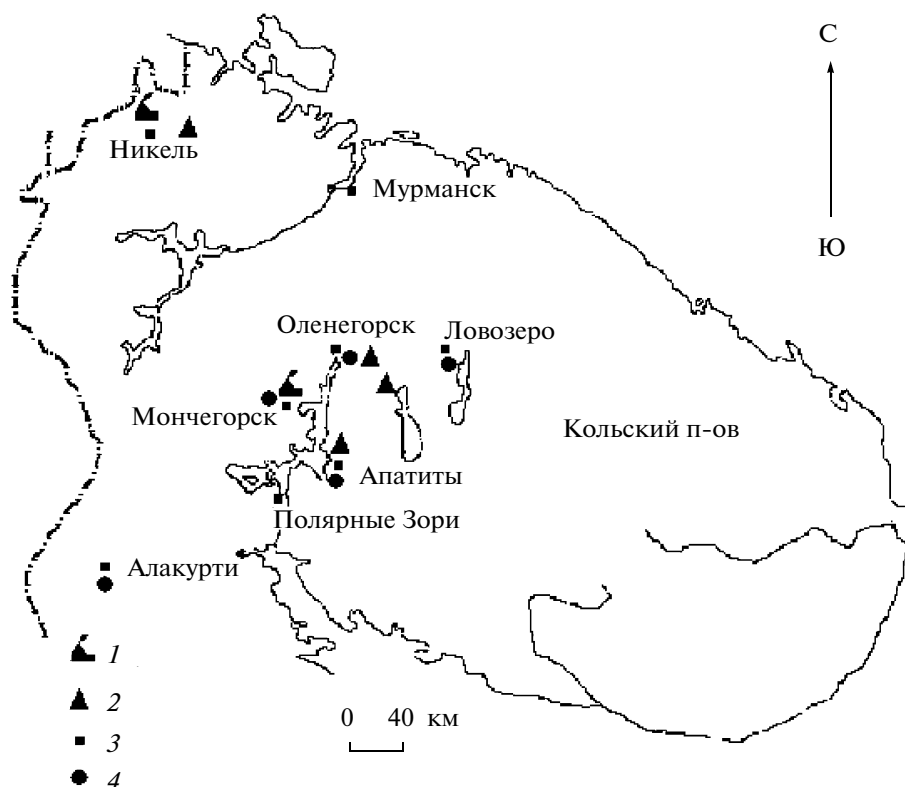 С
Никель
Мурманск
Ю
Оленегорск
Ловозеро
Мончегорск
Кольский п-ов
Апатиты
Полярные Зори
Алакурти
1
2
0 40 км
3
4